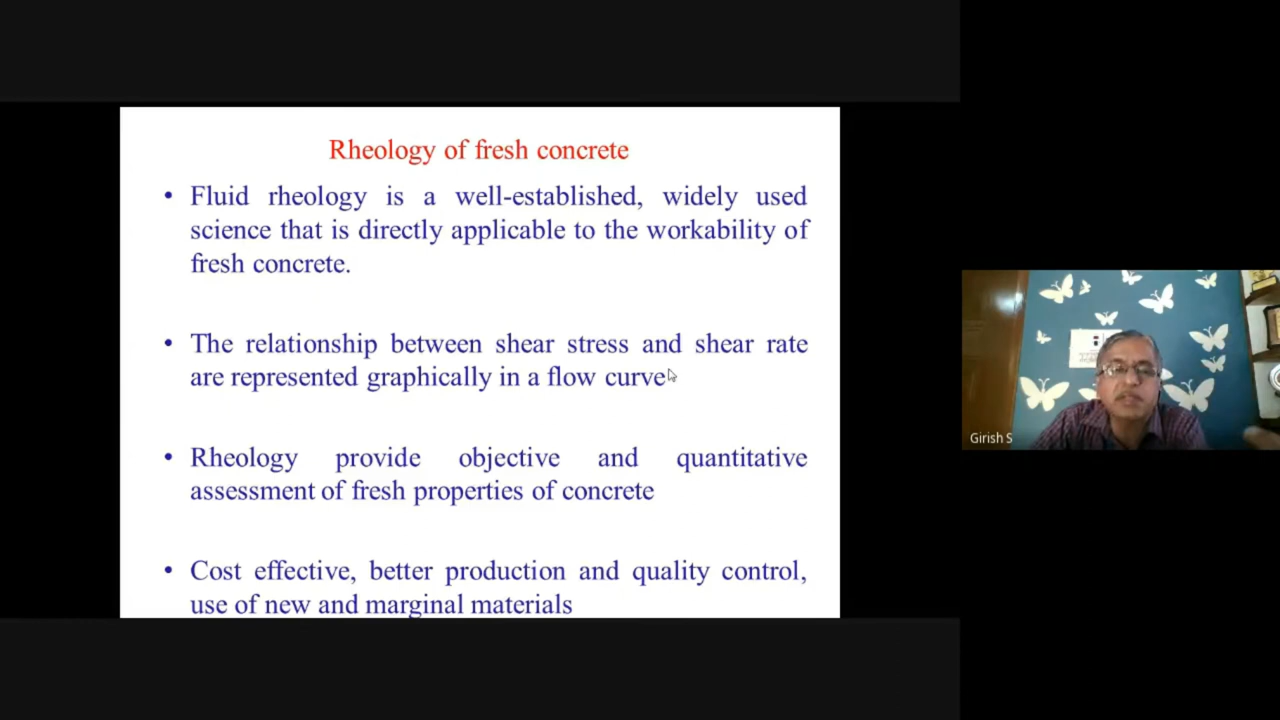 Rheology of fresh concrete
• Fluid rheology is a well-established, widely used
science that is directly applicable to the workability of
fresh concrete.
• The relationship between shear stress and shear rate
are represented graphically in a flow curve
• Rheology provide objective and quantitative
assessment of fresh properties of concrete
• Cost effective, better production and quality control,
use of new and marginal materials
Girish S